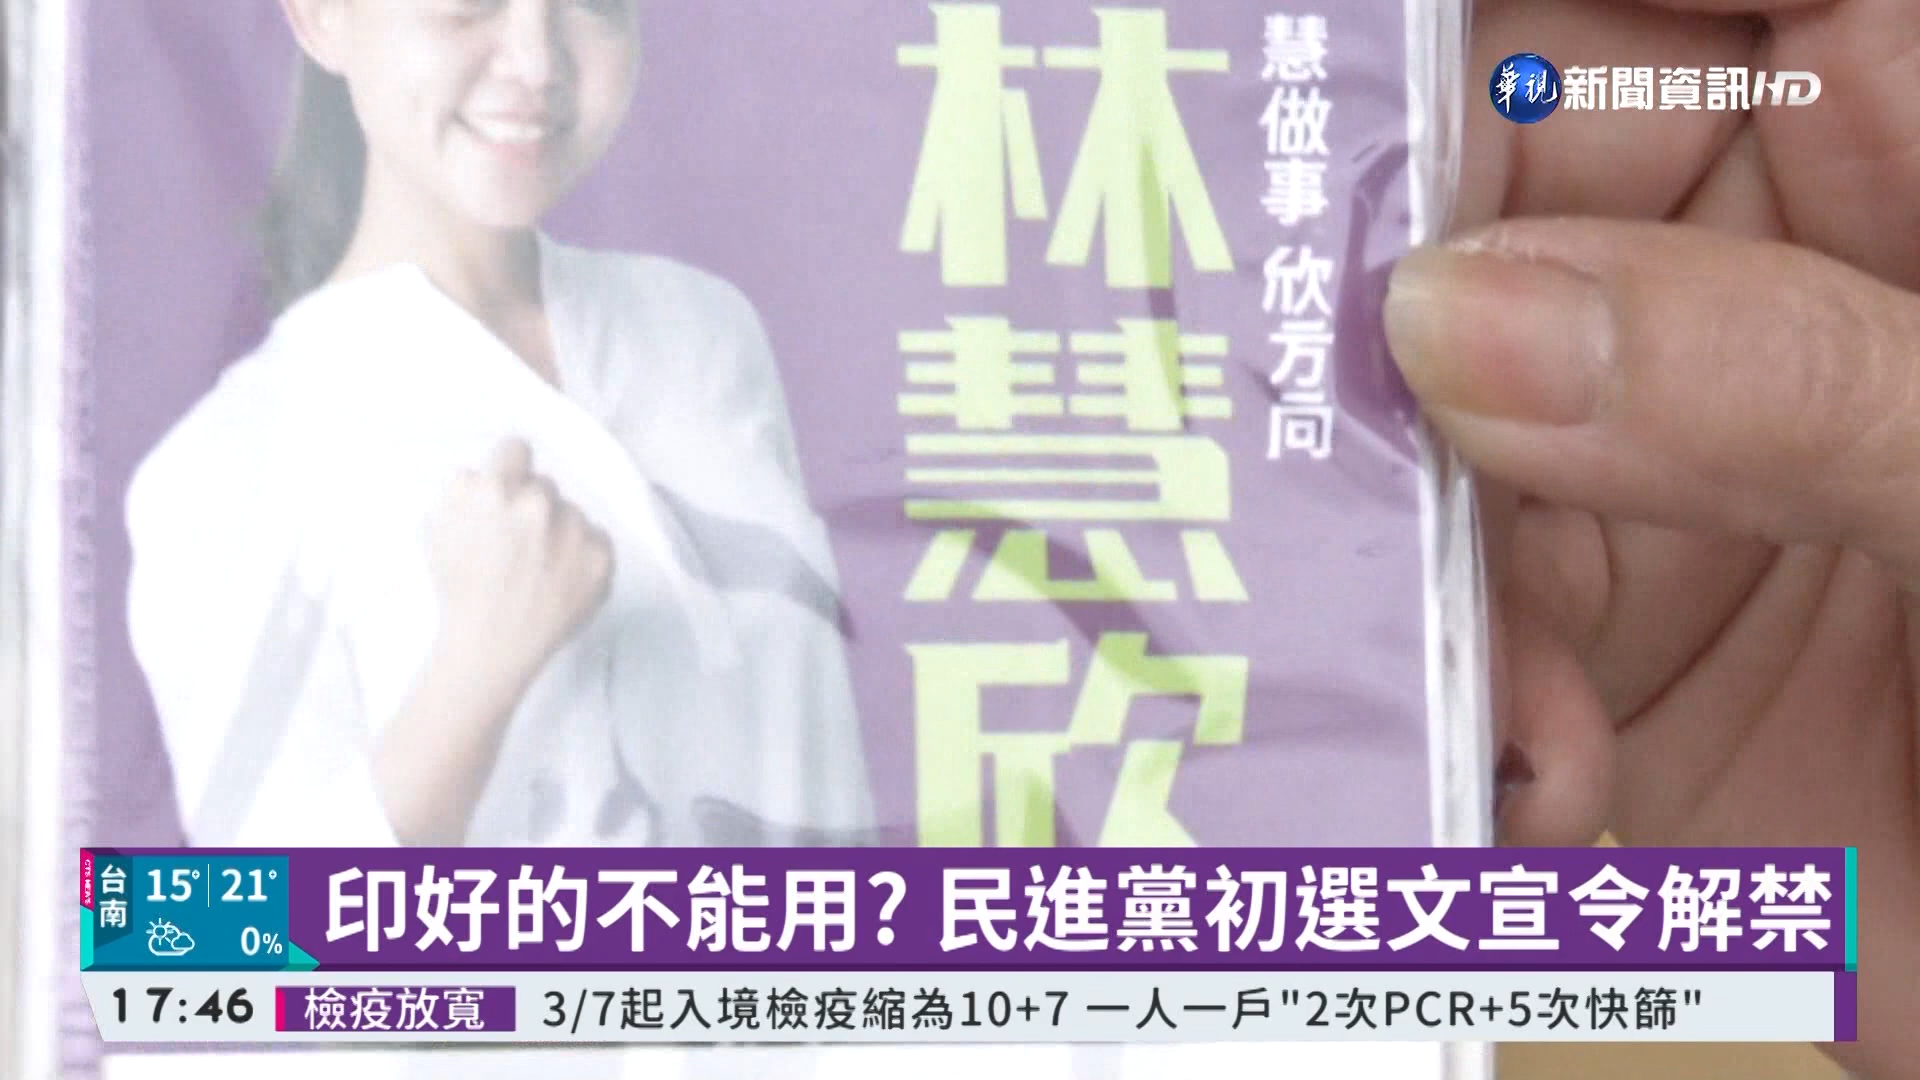 慧做事 欣方向
林慧欣
華視 新聞資訊HD
CTS NEWS
台南
15° 21°
0%
印好的不能用? 民進黨初選文宣令解禁
17:46
檢疫放寬
3/7起入境檢疫縮為10+7 一人一戶"2次PCR+5次快篩"